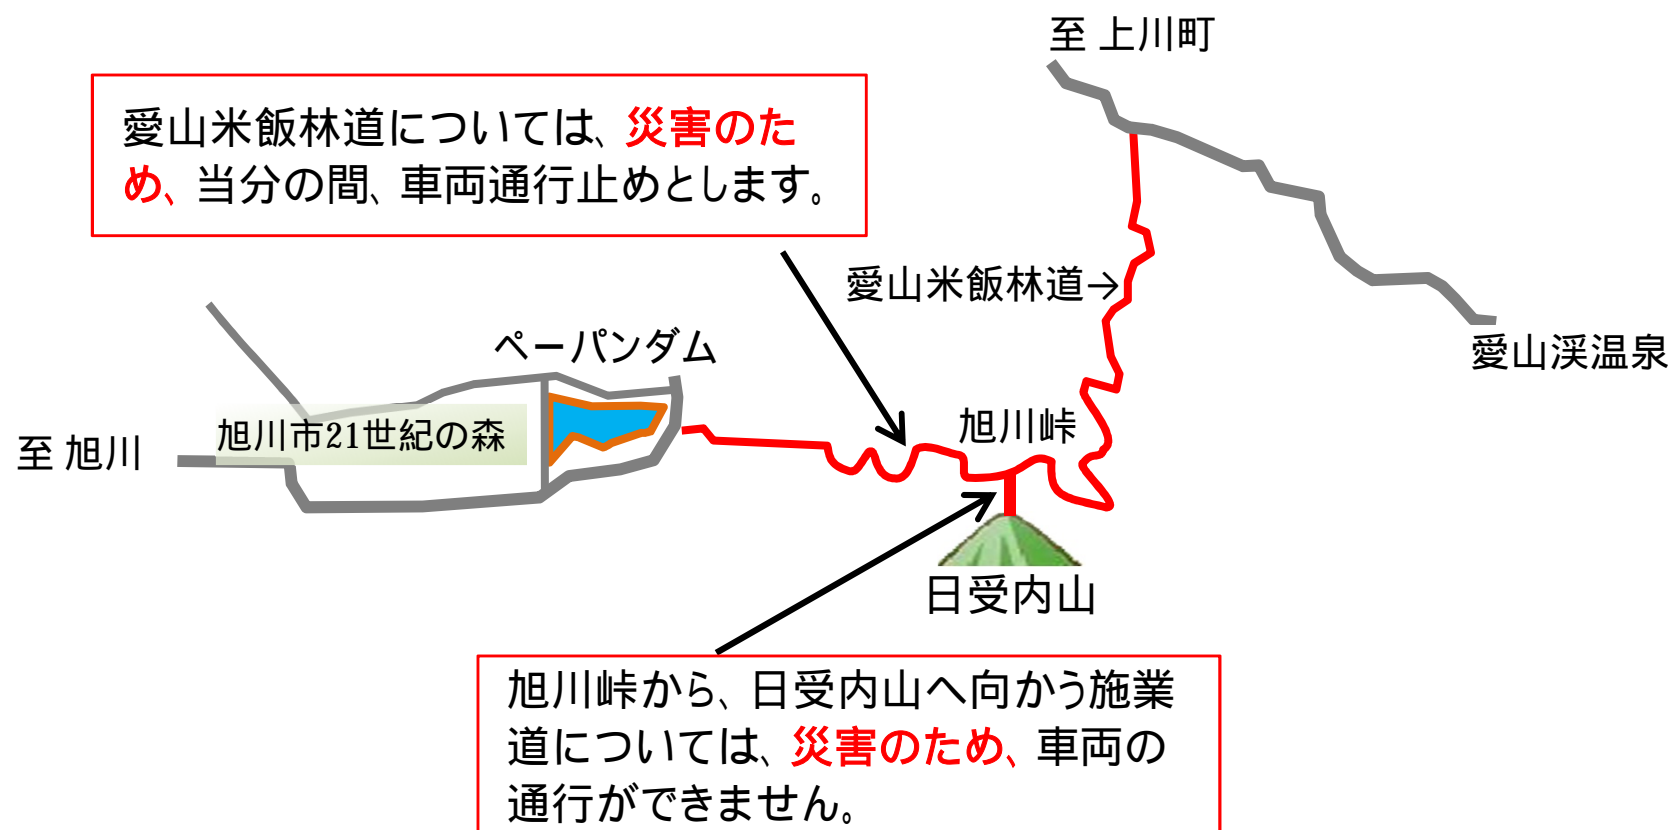 至 上川町
愛山米飯林道については、災害のた
め、当分の間、車両通行止めとします。
愛山米飯林道→
ペーパンダム
愛山渓温泉
旭川市21世紀の森
旭川峠
至 旭川
日受内山
旭川峠から、日受内山へ向かう施業
道については、災害のため、車両の
通行ができません。